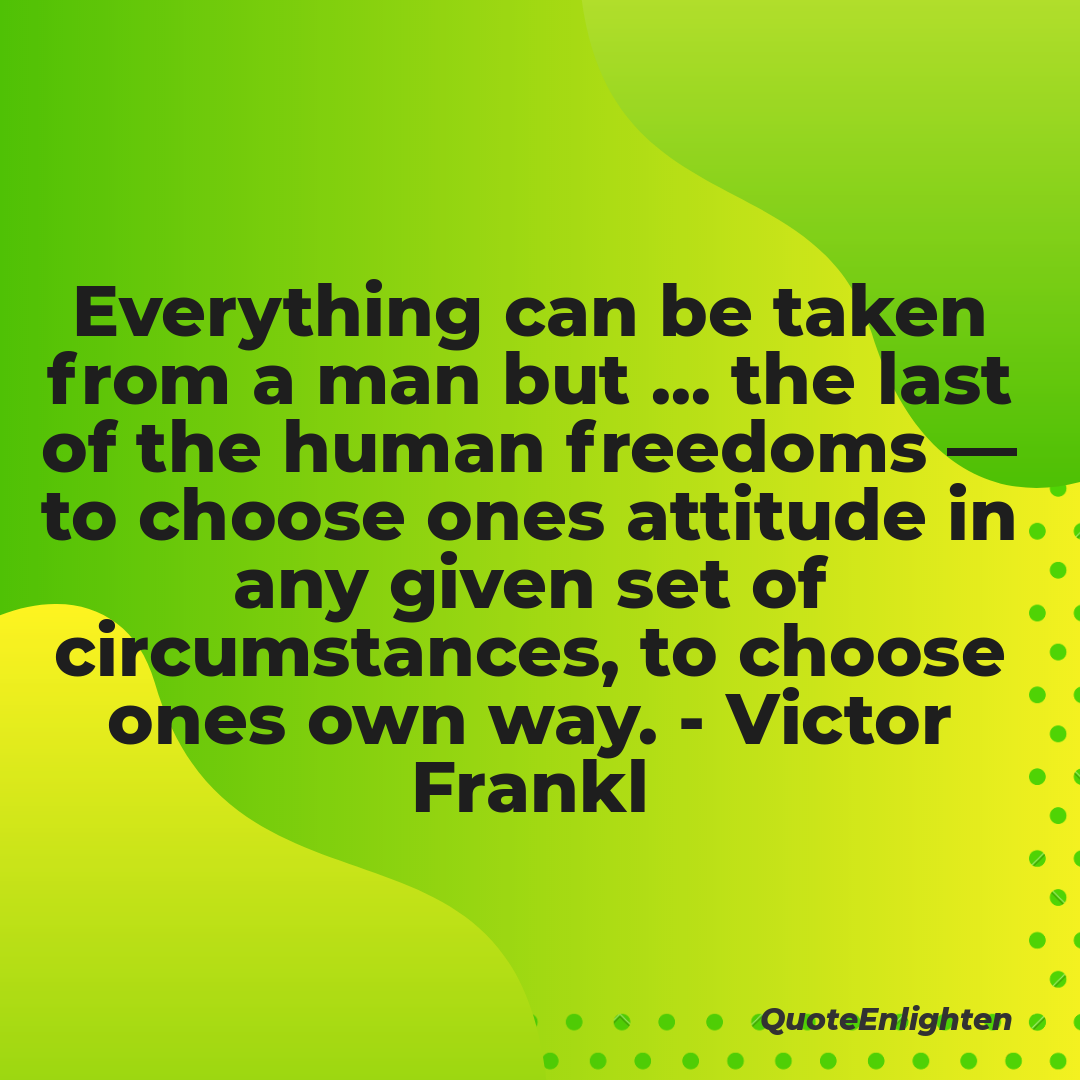 Everything can be taken
from a man but ... the last
of the human freedoms —
to choose ones attitude in
any given set of
circumstances, to choose
ones own way. - Victor
Frankl
QuoteEnlighten